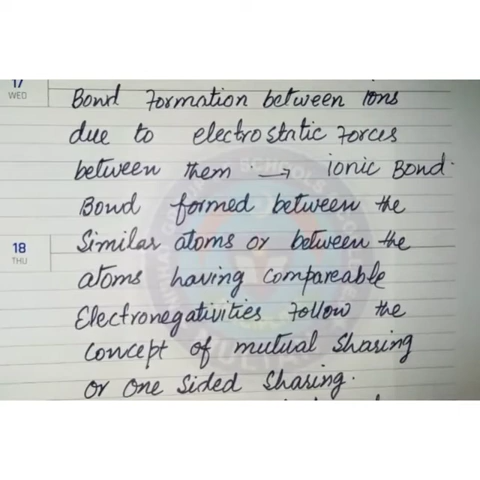 17
WED
Bond Formation between ions
due to electrostatic Forces
between them → ionic Bond.
Bond formed between the
18
THU
Similar atoms or between the
atoms having compareable
Electronegativities Follow the
concept of mutual sharing
or one sided sharing.